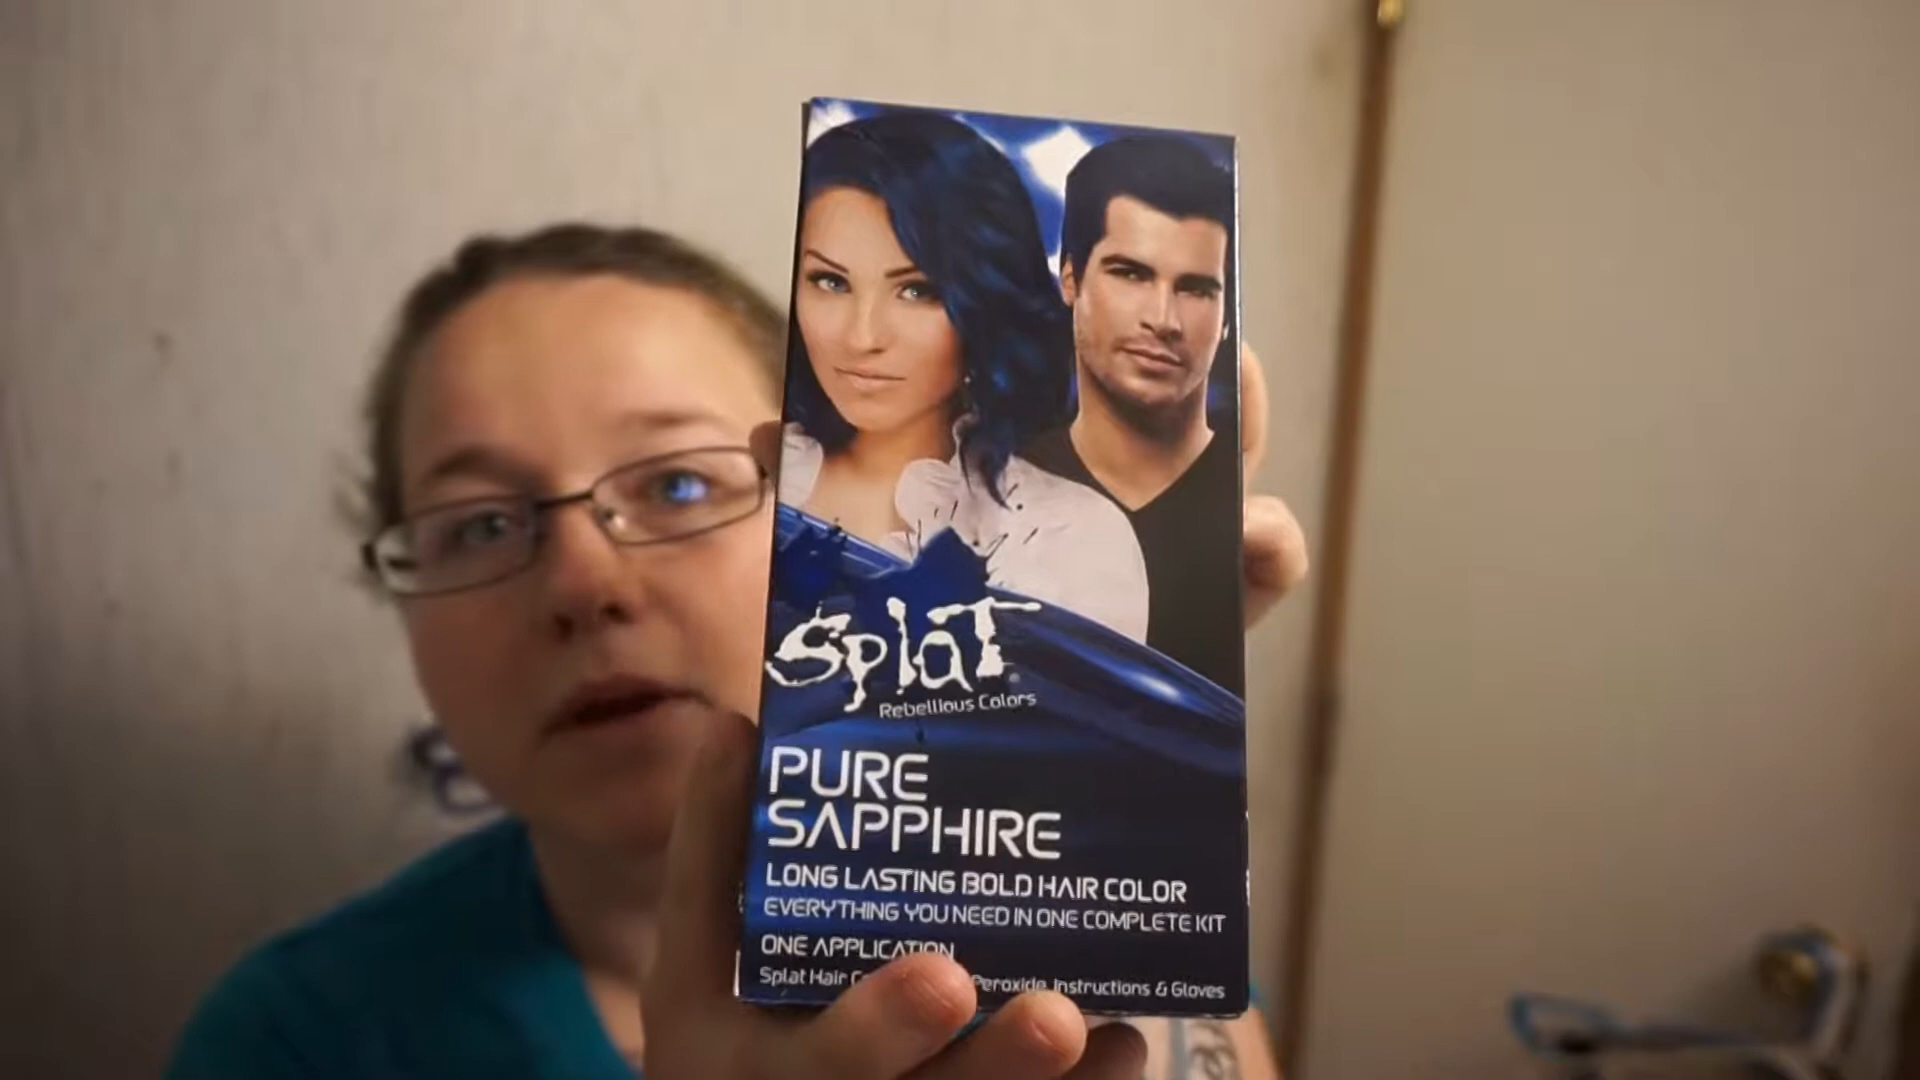 Splat
Rebellious Colors
PURE
SAPPHIRE
LONG LASTING BOLD HAIR COLOR
EVERYTHING YOU NEED IN ONE COMPLETE KIT
ONE APPLICATION
Splat Hair Peroxide, Instructions & Gloves